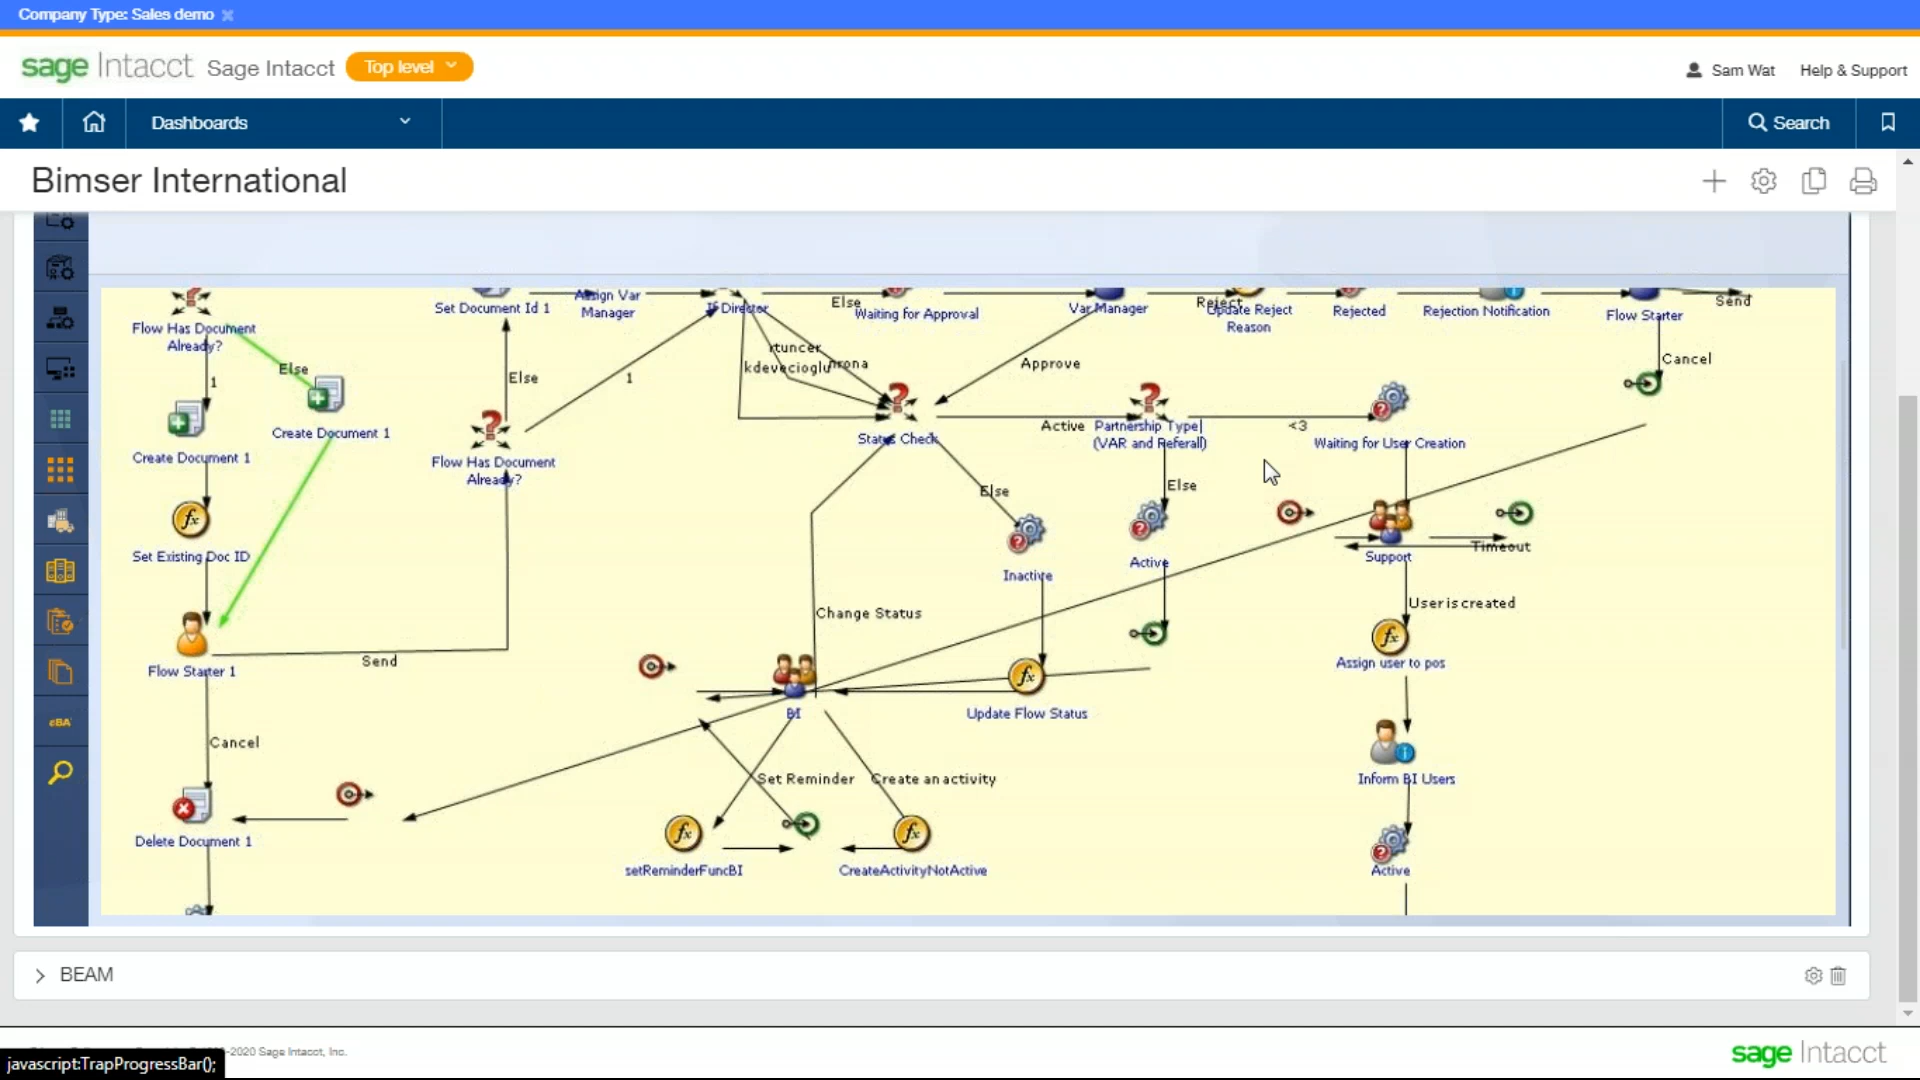 Company Type: Sales demo
sage Intacct Sage Intacct Top level
Sam Wat Help & Support
Dashboards
Search
Bimser International
Set Document Id 1
Assign Var
Manager
If Director
Else
Waiting for Approval
Var Manager
Reject
Update Reject
Reason
Rejected
Rejection Notification
Flow Starter
Send
Flow Has Document
Already?
1
Else
Create Document 1
Create Document 1
Else
1
Flow Has Document
Already?
rtuncer
kdevecioglu
Approve
Cancel
Status Check
Active
Partnership Type
(VAR and Referall)
<3
Waiting for User Creation
Else
Else
Set Existing Doc ID
Inactive
Active
Support
Timeout
Change Status
User is created
Flow Starter 1
Send
Assign user to pos
BI
Update Flow Status
Cancel
Set Reminder
Create an activity
Inform BI Users
Delete Document 1
setReminderFuncBI
CreateActivityNotActive
Active
eBA
BEAM
-2020 Sage Intacct, Inc.
javascript:TrapProgressBar();
sage Intacct